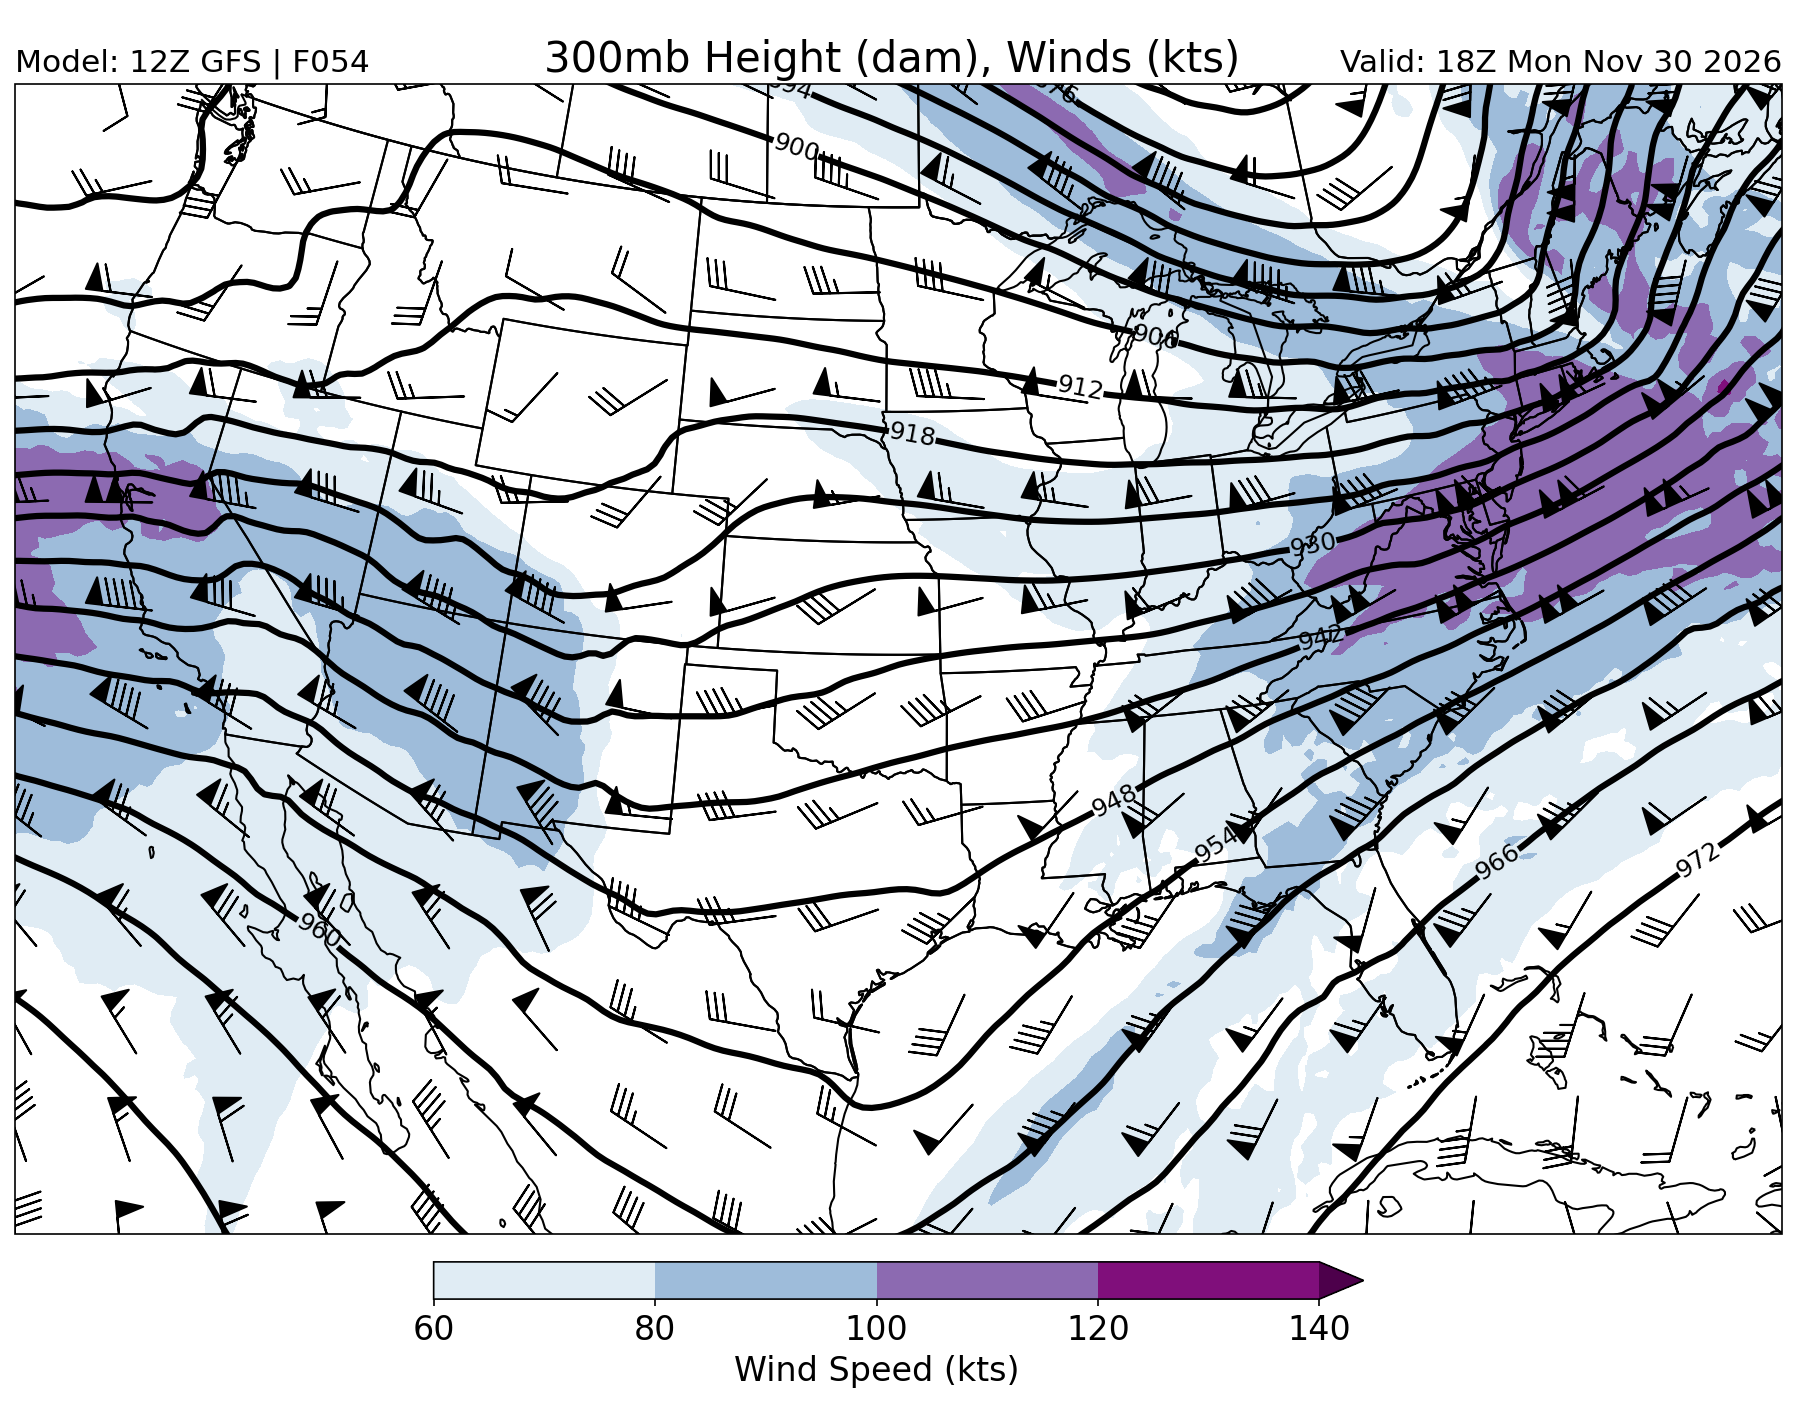 Model: 12Z GFS | F054
300mb Height (dam), Winds (kts)
Valid: 18Z Mon Nov 30 2026
900
906
912
918
930
942
948
954
966
972
960
60 80 100 120 140
Wind Speed (kts)